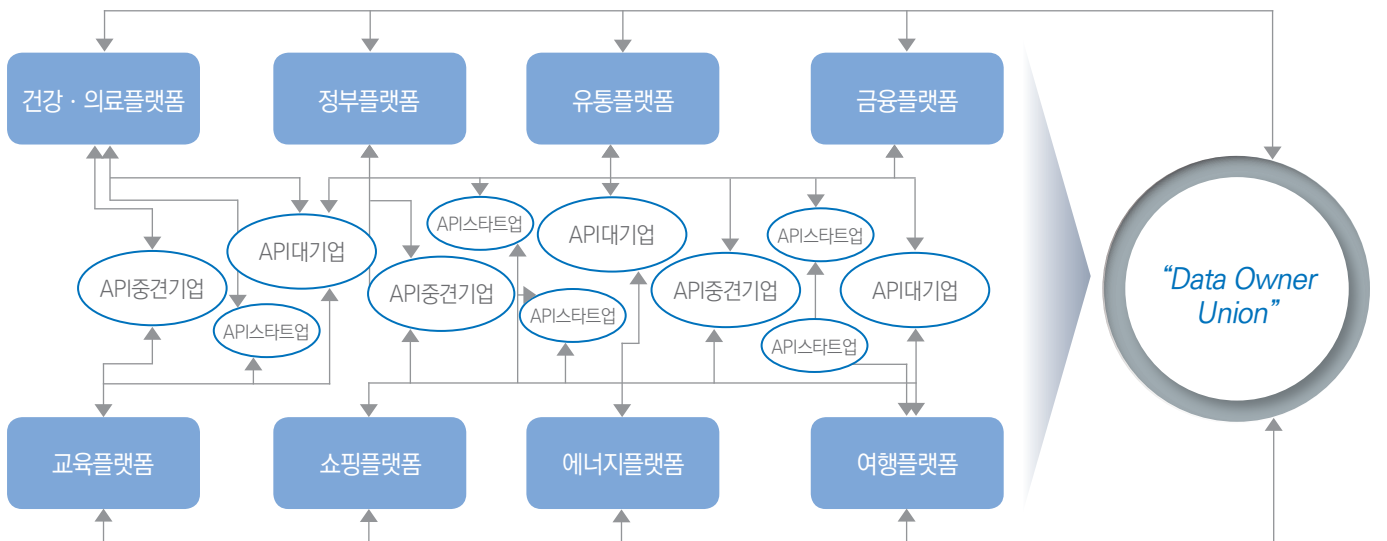 건강 · 의료플랫폼
정부플랫폼
유통플랫폼
금융플랫폼
API스타트업
API대기업
API스타트업
API대기업
API중견기업
API중견기업
API중견기업
API대기업
API스타트업
API스타트업
API스타트업
“Data Owner
Union”
교육플랫폼
쇼핑플랫폼
에너지플랫폼
여행플랫폼